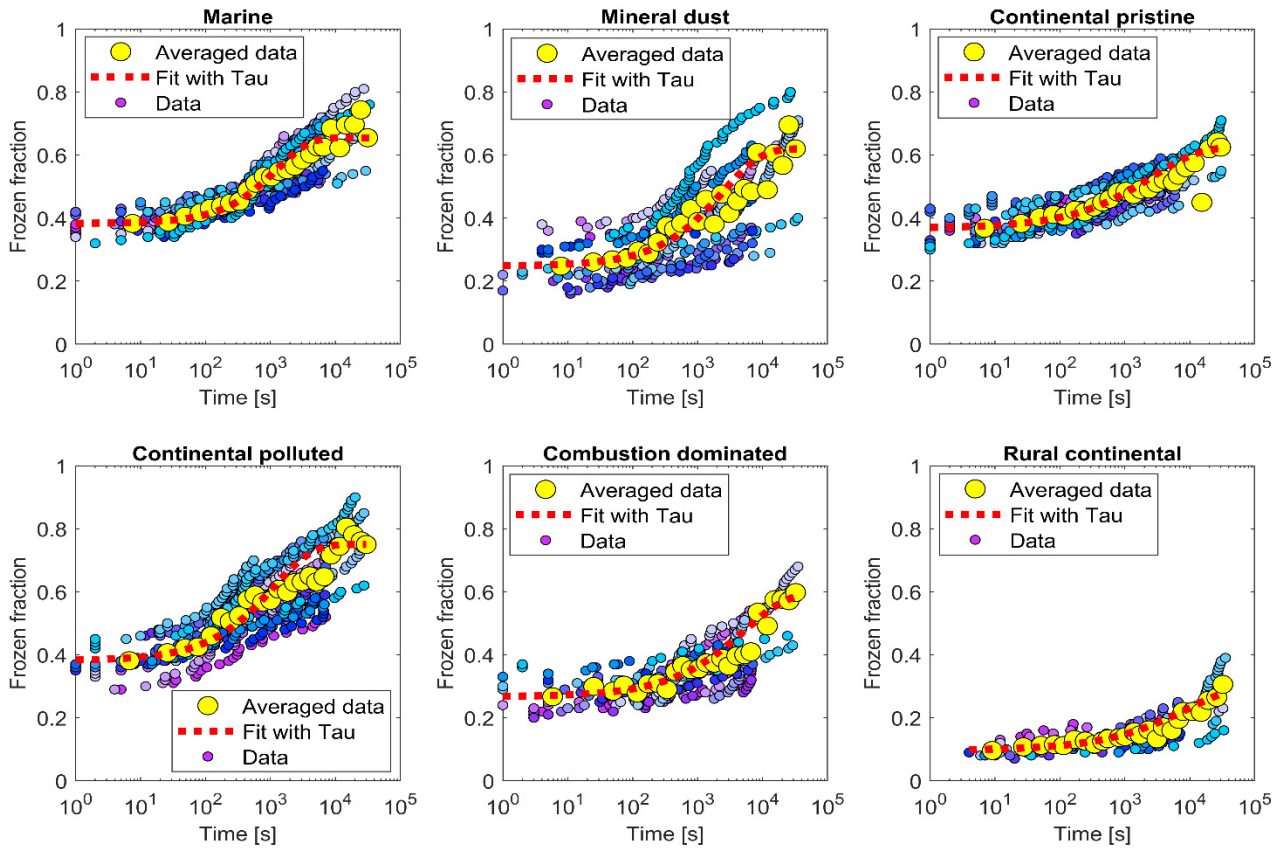 Marine
1
0.8
0.6
0.4
0.2
0
Frozen fraction
Averaged data
Fit with Tau
Data
10^0 10^1 10^2 10^3 10^4 10^5
Time [s]
Mineral dust
1
0.8
0.6
0.4
0.2
0
Frozen fraction
Averaged data
Fit with Tau
Data
10^0 10^1 10^2 10^3 10^4 10^5
Time [s]
Continental pristine
1
0.8
0.6
0.4
0.2
0
Frozen fraction
Averaged data
Fit with Tau
Data
10^0 10^1 10^2 10^3 10^4 10^5
Time [s]
Continental polluted
1
0.8
0.6
0.4
0.2
0
Frozen fraction
Averaged data
Fit with Tau
Data
10^0 10^1 10^2 10^3 10^4 10^5
Time [s]
Combustion dominated
1
0.8
0.6
0.4
0.2
0
Frozen fraction
Averaged data
Fit with Tau
Data
10^0 10^1 10^2 10^3 10^4 10^5
Time [s]
Rural continental
1
0.8
0.6
0.4
0.2
0
Frozen fraction
Averaged data
Fit with Tau
Data
10^0 10^1 10^2 10^3 10^4 10^5
Time [s]